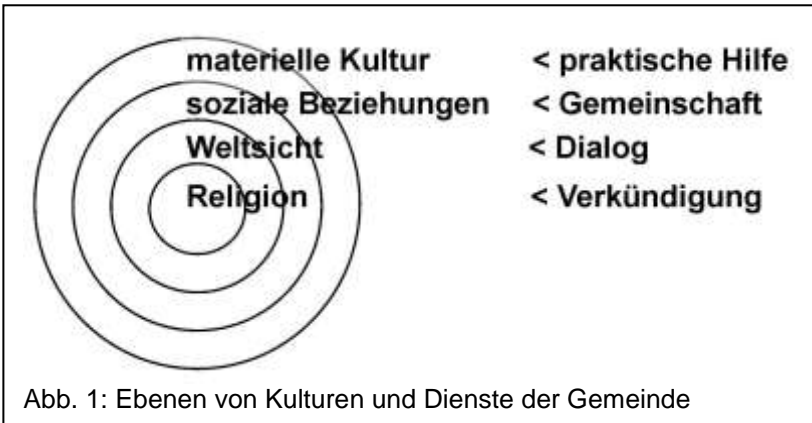 materielle Kultur < praktische Hilfe
soziale Beziehungen < Gemeinschaft
Weltsicht < Dialog
Religion < Verkündigung
Abb. 1: Ebenen von Kulturen und Dienste der Gemeinde